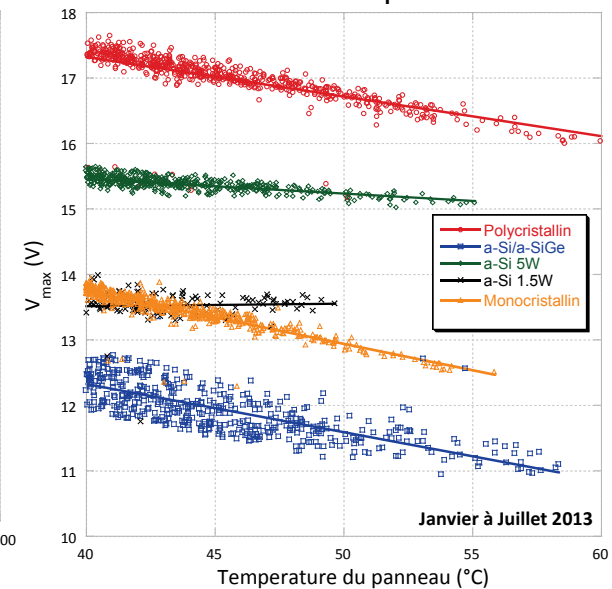 18
17
16
15
14
13
12
11
10
V max (V)
Polycristallin
a-Si/a-SiGe
a-Si 5W
a-Si 1.5W
Monocristallin
Janvier à Juillet 2013
00
40
45
50
55
60
Temperature du panneau (°C)